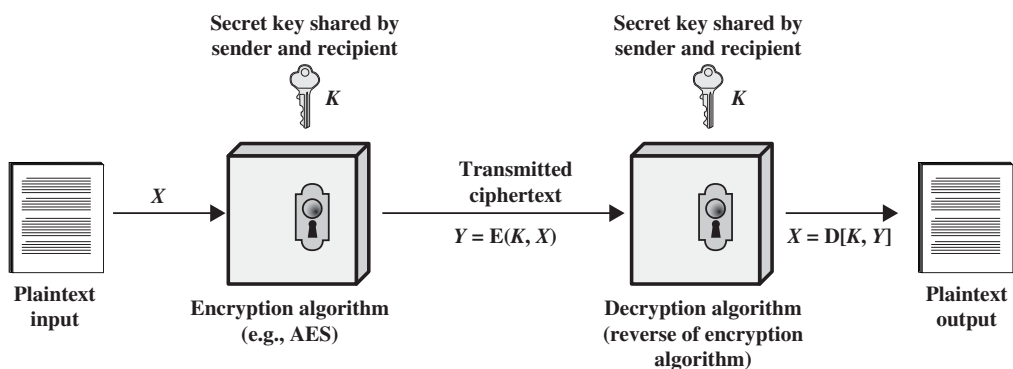 Secret key shared by
sender and recipient
K
Secret key shared by
sender and recipient
K
X
Transmitted
ciphertext
Y = E(K, X)
X = D[K, Y]
Plaintext
input
Encryption algorithm
(e.g., AES)
Decryption algorithm
(reverse of encryption
algorithm)
Plaintext
output